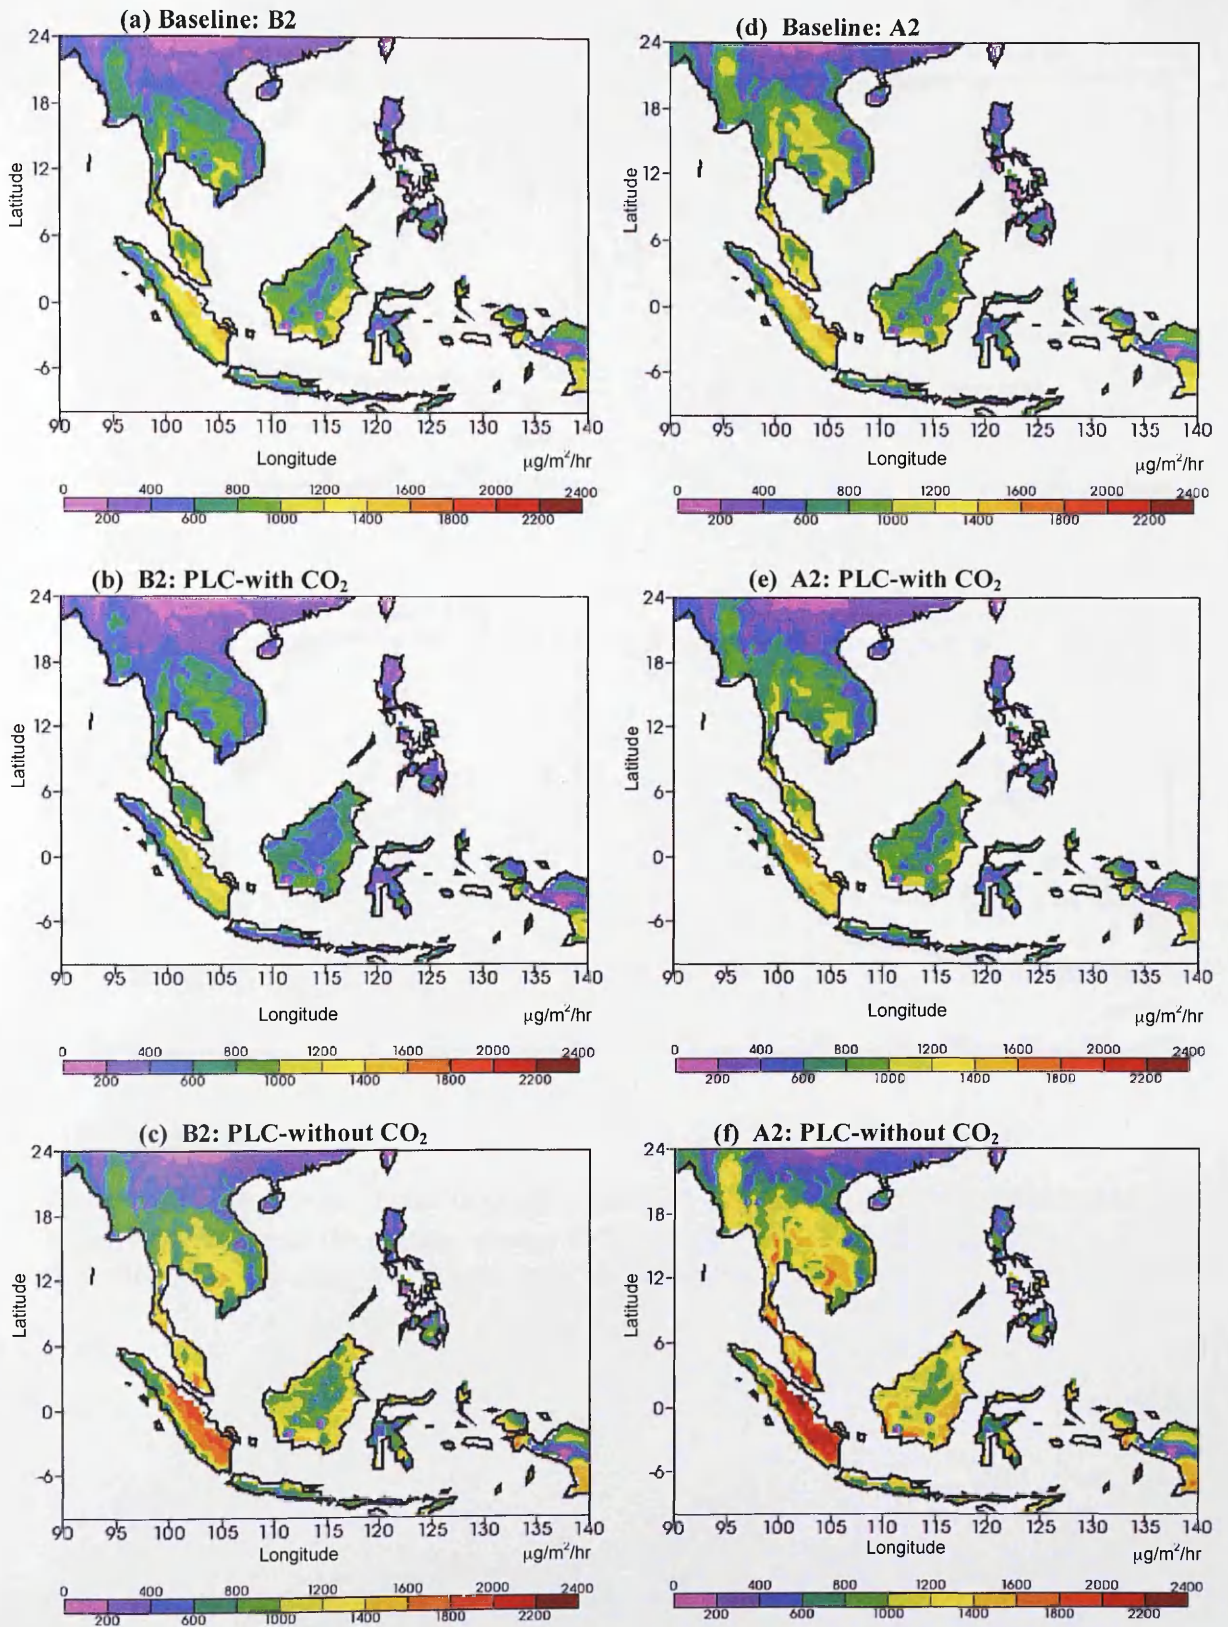 (a) Baseline: B2
24
18
12
6
0
-6
Latitude
90 95 100 105 110 115 120 125 130 135 140
Longitude
µg/m²/hr
0 400 800 1200 1600 2000 2400
200 600 1000 1400 1800 2200
(d) Baseline: A2
24
18
12
6
0
-6
Latitude
90 95 100 105 110 115 120 125 130 135 140
Longitude
µg/m²/hr
0 400 800 1200 1600 2000 2400
200 600 1000 1400 1800 2200
(b) B2: PLC-with CO₂
24
18
12
6
0
-6
Latitude
90 95 100 105 110 115 120 125 130 135 140
Longitude
µg/m²/hr
0 400 800 1200 1600 2000 2400
200 600 1000 1400 1800 2200
(e) A2: PLC-with CO₂
24
18
12
6
0
-6
Latitude
90 95 100 105 110 115 120 125 130 135 140
Longitude
µg/m²/hr
0 400 800 1200 1600 2000 2400
200 600 1000 1400 1800 2200
(c) B2: PLC-without CO₂
24
18
12
6
0
-6
Latitude
90 95 100 105 110 115 120 125 130 135 140
Longitude
µg/m²/hr
0 400 800 1200 1600 2000 2400
200 600 1000 1400 1800 2200
(f) A2: PLC-without CO₂
24
18
12
6
0
-6
Latitude
90 95 100 105 110 115 120 125 130 135 140
Longitude
µg/m²/hr
0 400 800 1200 1600 2000 2400
200 600 1000 1400 1800 2200